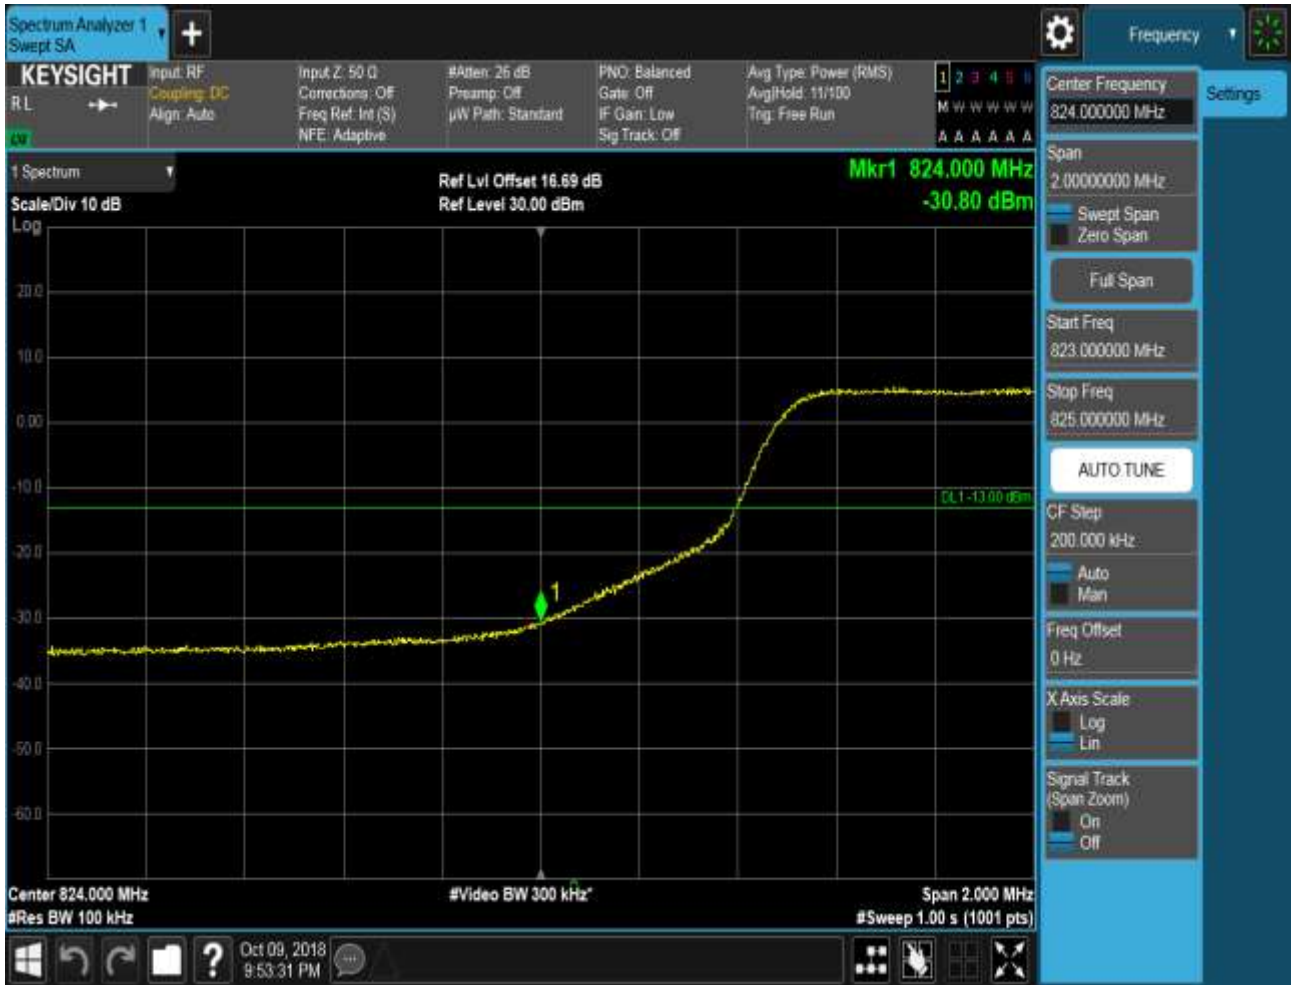 Spectrum Analyzer 1
Swept SA
+
Frequency
KEYSIGHT
RL
Input: RF
Coupling: DC
Align: Auto
Input Z: 50 Ω
Corrections: Off
Freq Ref: Int (S)
NFE: Adaptive
#Atten: 26 dB
Preamp: Off
µW Path: Standard
PNO: Balanced
Gate: Off
IF Gain: Low
Sig Track: Off
Avg Type: Power (RMS)
Avg|Hold: 11/100
Trig: Free Run
1 2 3 4 5 6
M W W W W W
A A A A A A
1 Spectrum
Scale/Div 10 dB
Log
Ref Lvl Offset 16.69 dB
Ref Level 30.00 dBm
Mkr1 824.000 MHz
-30.80 dBm
20.0
10.0
0.00
-10.0
-20.0
-30.0
-40.0
-50.0
-60.0
DL1 -13.00 dBm
1
Center 824.000 MHz
#Res BW 100 kHz
#Video BW 300 kHz*
Span 2.000 MHz
#Sweep 1.00 s (1001 pts)
?
Oct 09, 2018
9:53:31 PM
Center Frequency
824.000000 MHz
Settings
Span
2.00000000 MHz
Swept Span
Zero Span
Full Span
Start Freq
823.000000 MHz
Stop Freq
825.000000 MHz
AUTO TUNE
CF Step
200.000 kHz
Auto
Man
Freq Offset
0 Hz
X Axis Scale
Log
Lin
Signal Track
(Span Zoom)
On
Off